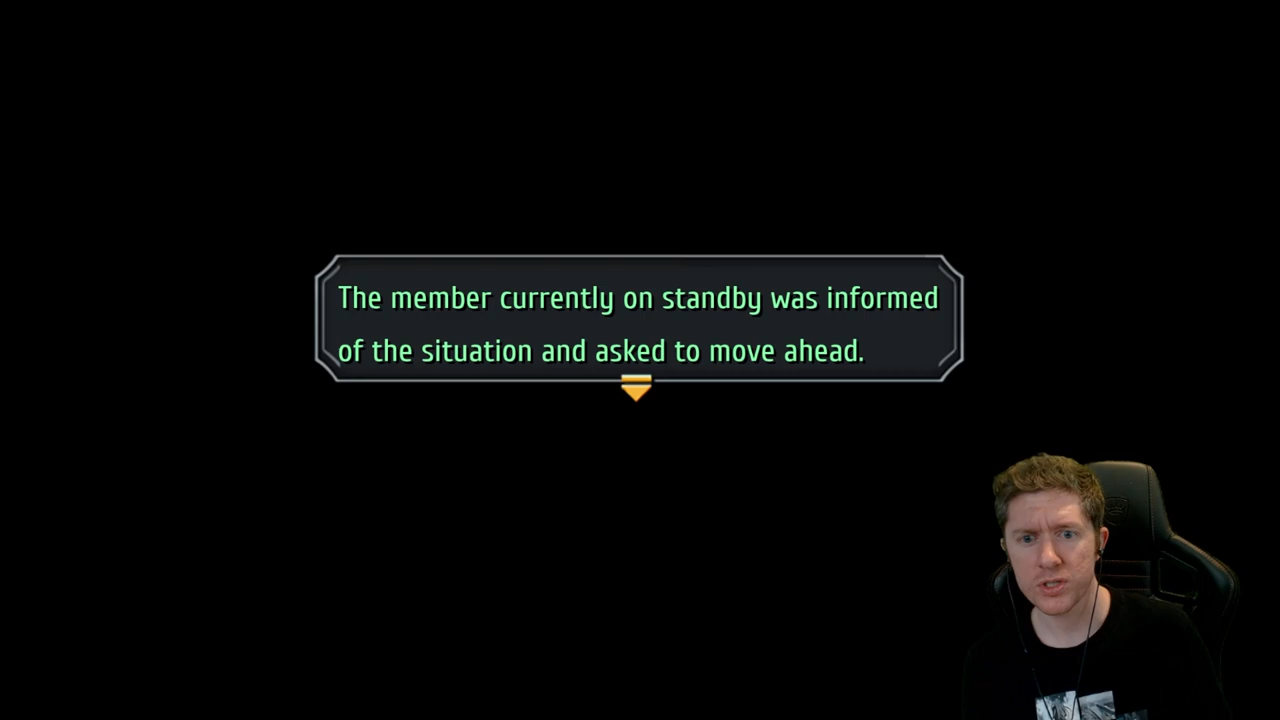 The member currently on standby was informed
of the situation and asked to move ahead.